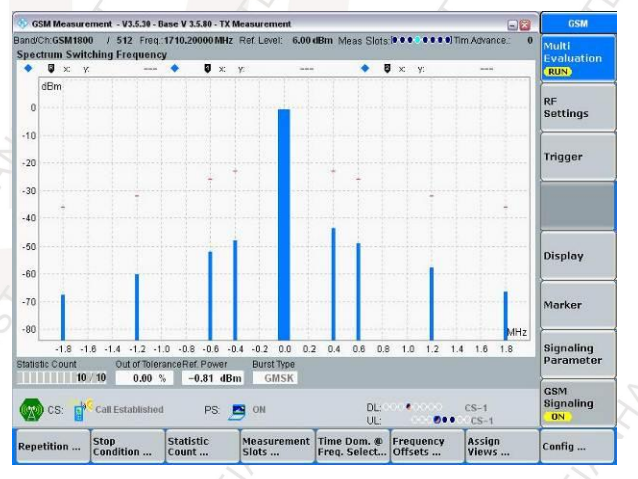 GSM Measurement - V3.5.30 - Base V 3.5.80 - TX Measurement
GSM
Band/Ch:GSM1800 / 512 Freq.:1710.20000 MHz Ref. Level: 6.00 dBm Meas Slots: Tim.Advance.: 0
Spectrum Switching Frequency
x: y: --- x: y: --- x: y: ---
dBm
0
-10
-20
-30
-40
-50
-60
-70
-80
MHz
-1.8 -1.6 -1.4 -1.2 -1.0 -0.8 -0.6 -0.4 -0.2 0.0 0.2 0.4 0.6 0.8 1.0 1.2 1.4 1.6 1.8
Statistic Count Out of Tolerance Ref. Power Burst Type
10 / 10 0.00 % -0.81 dBm GMSK
CS: Call Established PS: ON DL: CS-1
UL: CS-1
Multi
Evaluation
RUN
RF
Settings
Trigger
Display
Marker
Signaling
Parameter
GSM
Signaling
ON
Repetition ...
Stop
Condition ...
Statistic
Count ...
Measurement
Slots ...
Time Dom. @
Freq. Select...
Frequency
Offsets ...
Assign
Views ...
Config ...